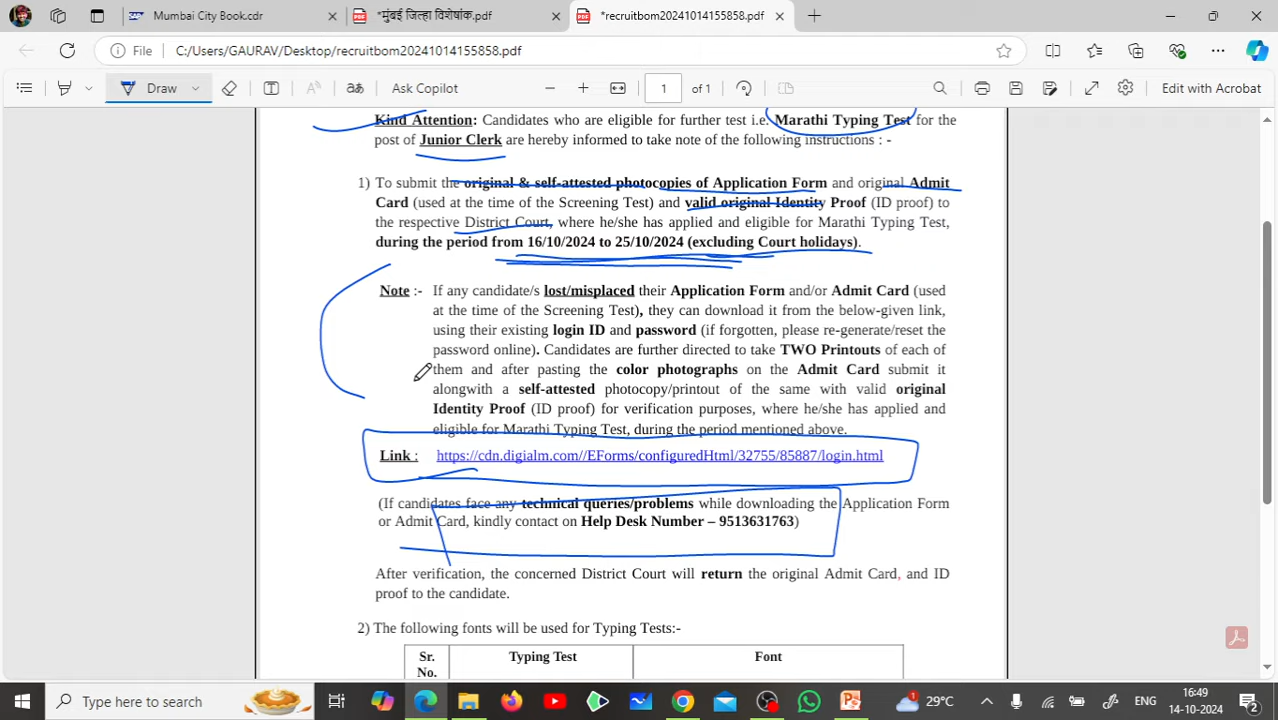 Mumbai City Book.cdr
*मुंबई जिल्हा विशेषांक.pdf
*recruitbom20241014155858.pdf
File
C:/Users/GAURAV/Desktop/recruitbom20241014155858.pdf
Draw
Ask Copilot
1
of 1
Edit with Acrobat
Kind Attention: Candidates who are eligible for further test i.e. Marathi Typing Test for the
post of Junior Clerk are hereby informed to take note of the following instructions : -
1) To submit the original & self-attested photocopies of Application Form and original Admit
Card (used at the time of the Screening Test) and valid original Identity Proof (ID proof) to
the respective District Court, where he/she has applied and eligible for Marathi Typing Test,
during the period from 16/10/2024 to 25/10/2024 (excluding Court holidays).
Note :- If any candidate/s lost/misplaced their Application Form and/or Admit Card (used
at the time of the Screening Test), they can download it from the below-given link,
using their existing login ID and password (if forgotten, please re-generate/reset the
password online). Candidates are further directed to take TWO Printouts of each of
them and after pasting the color photographs on the Admit Card submit it
alongwith a self-attested photocopy/printout of the same with valid original
Identity Proof (ID proof) for verification purposes, where he/she has applied and
eligible for Marathi Typing Test, during the period mentioned above.
Link : https://cdn.digialm.com//EForms/configuredHtml/32755/85887/login.html
(If candidates face any technical queries/problems while downloading the Application Form
or Admit Card, kindly contact on Help Desk Number – 9513631763)
After verification, the concerned District Court will return the original Admit Card, and ID
proof to the candidate.
2) The following fonts will be used for Typing Tests:-
Sr. Typing Test Font
No.
Type here to search
29°C
ENG
16:49
14-10-2024
2